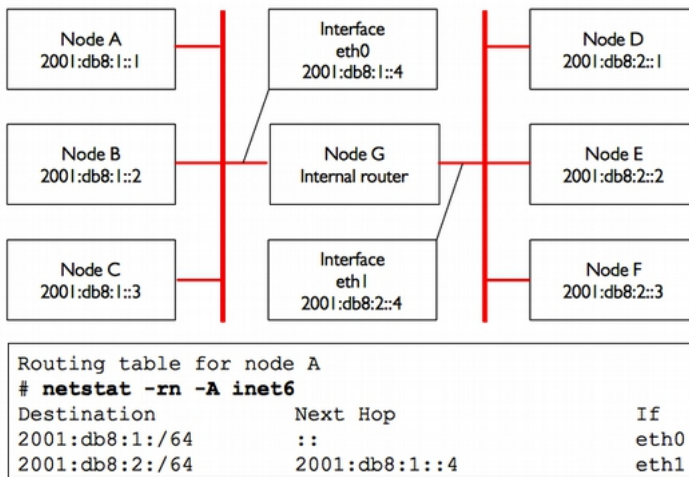 Node A
2001:db8:1::1
Interface
eth0
2001:db8:1::4
Node D
2001:db8:2::1
Node B
2001:db8:1::2
Node G
Internal router
Node E
2001:db8:2::2
Node C
2001:db8:1::3
Interface
eth1
2001:db8:2::4
Node F
2001:db8:2::3
Routing table for node A
# netstat -rn -A inet6
Destination Next Hop If
2001:db8:1:/64 :: eth0
2001:db8:2:/64 2001:db8:1::4 eth1